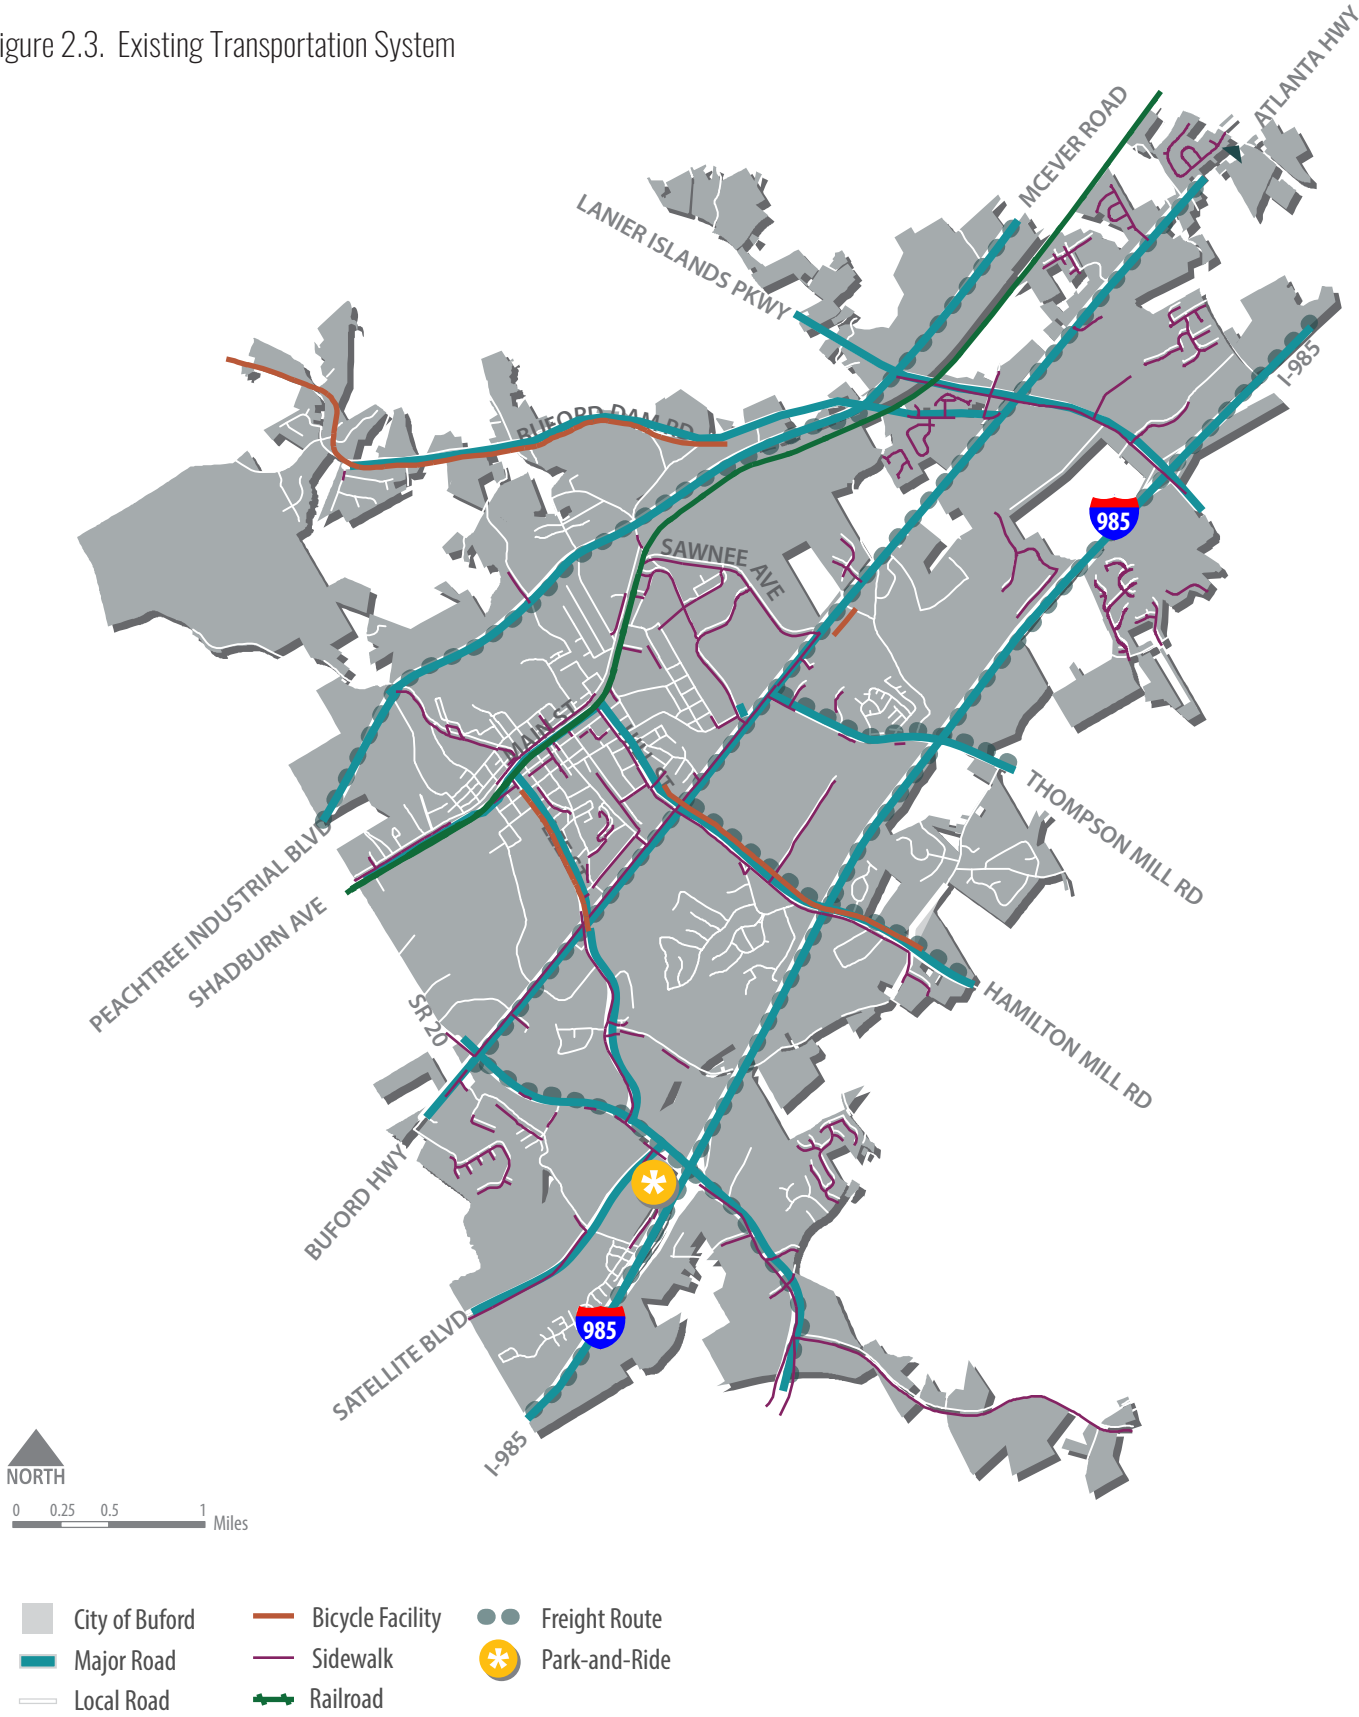 igure 2.3. Existing Transportation System
ATLANTA HWY
MCEVER ROAD
LANIER ISLANDS PKWY
I-985
BUFORD DAM RD
985
SAWNEE AVE
MAIN ST
HILL ST
THOMPSON MILL RD
PEACHTREE INDUSTRIAL BLVD
SHADBURN AVE
SR 20
HAMILTON MILL RD
BUFORD HWY
SATELLITE BLVD
985
I-985
NORTH
0 0.25 0.5 1
Miles
City of Buford
Major Road
Local Road
Bicycle Facility
Sidewalk
Railroad
Freight Route
Park-and-Ride